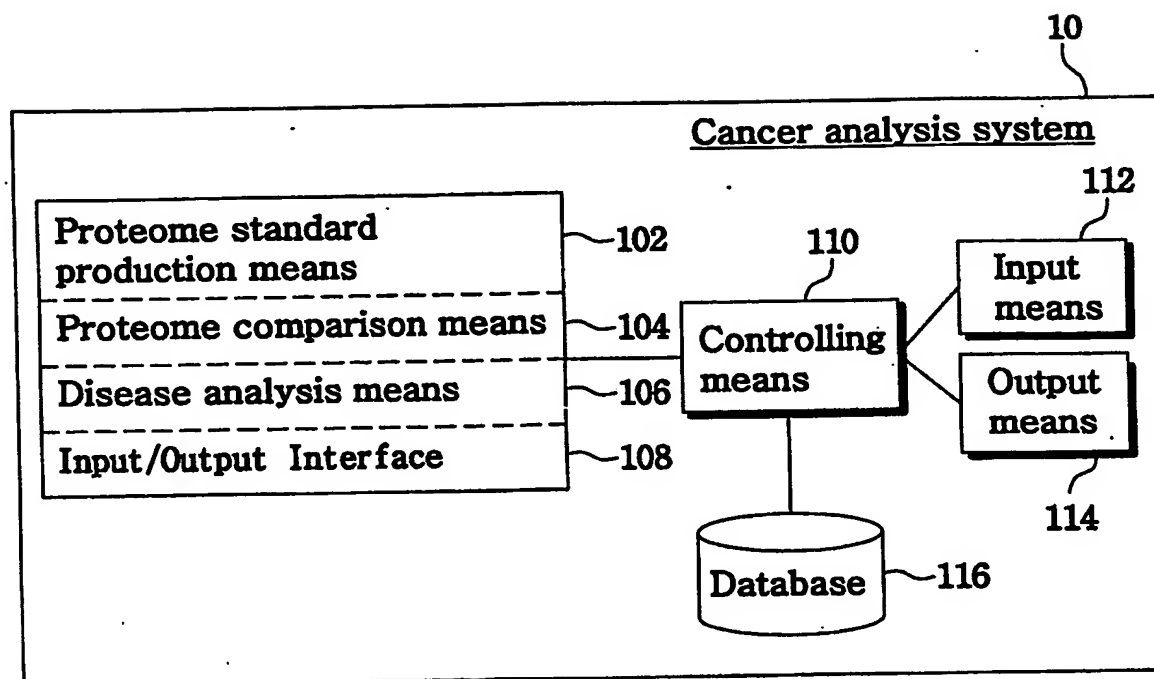 10
Cancer analysis system
Proteome standard
production means
102
Proteome comparison means
104
Disease analysis means
106
Input/Output Interface
108
110
Controlling
means
112
Input
means
Output
means
114
Database
116